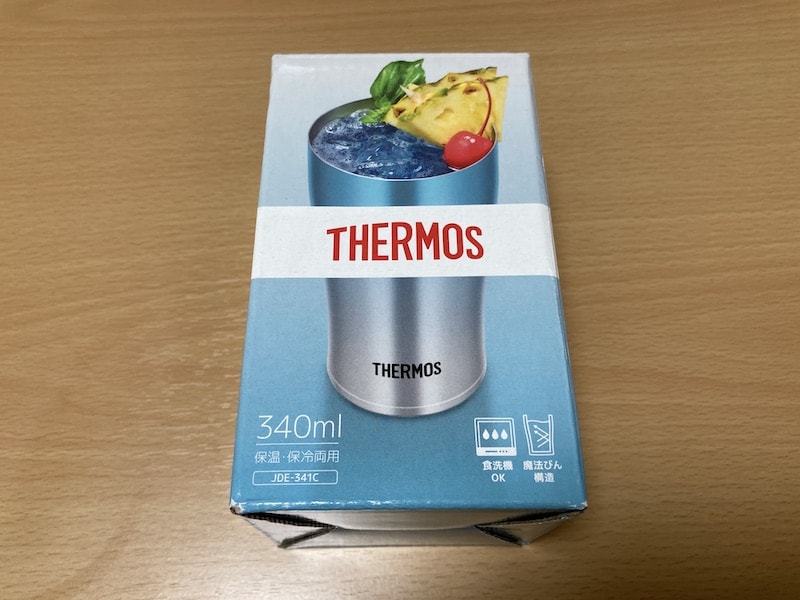 THERMOS
THERMOS
340ml
保温・保冷両用
JDE-341C
食洗機
OK
魔法びん
構造